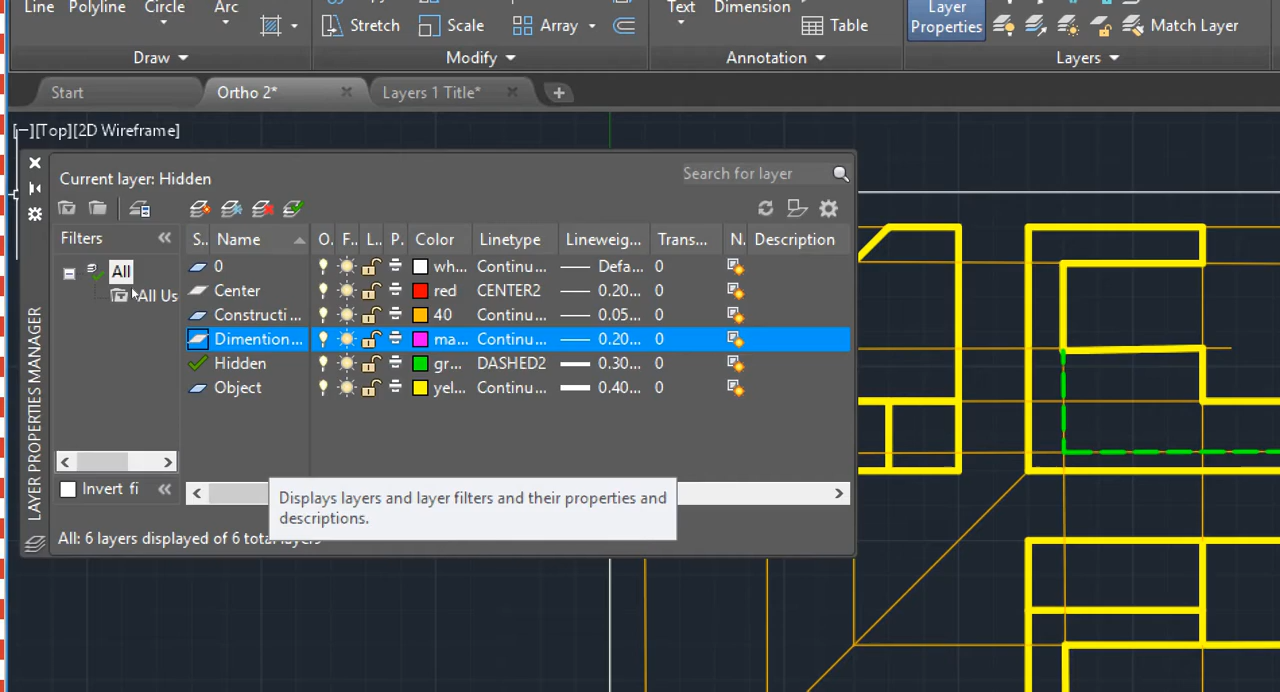 Line Polyline Circle Arc Text Dimension Layer Properties
Stretch Scale Array Table Match Layer
Draw Modify Annotation Layers
Start Ortho 2* Layers 1 Title*
[−][Top][2D Wireframe]
Current layer: Hidden Search for layer
Filters S.. Name O. F.. L.. P. Color Linetype Lineweig... Trans... N. Description
All
All Us
0 wh... Continu... Defa... 0
Center red CENTER2 0.20... 0
Constructi... 40 Continu... 0.05... 0
Dimention... ma... Continu... 0.20... 0
Hidden gr... DASHED2 0.30... 0
Object yel... Continu... 0.40... 0
Invert fi
Displays layers and layer filters and their properties and
descriptions.
All: 6 layers displayed of 6 total layers
LAYER PROPERTIES MANAGER